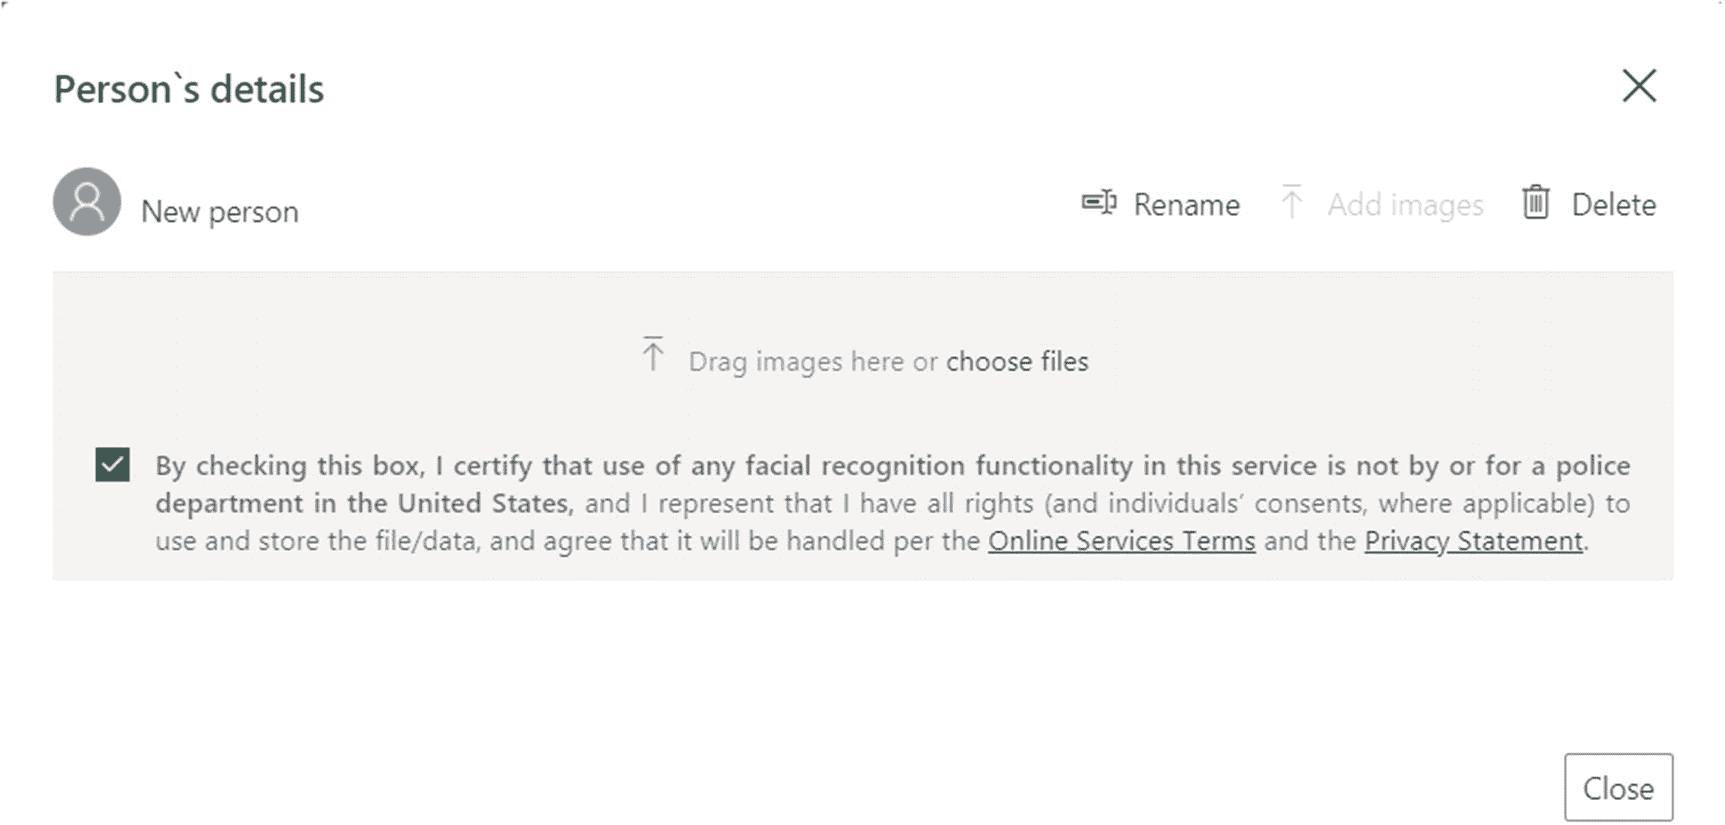 Person`s details
New person
Rename
Add images
Delete
Drag images here or choose files
By checking this box, I certify that use of any facial recognition functionality in this service is not by or for a police
department in the United States, and I represent that I have all rights (and individuals’ consents, where applicable) to
use and store the file/data, and agree that it will be handled per the Online Services Terms and the Privacy Statement.
Close